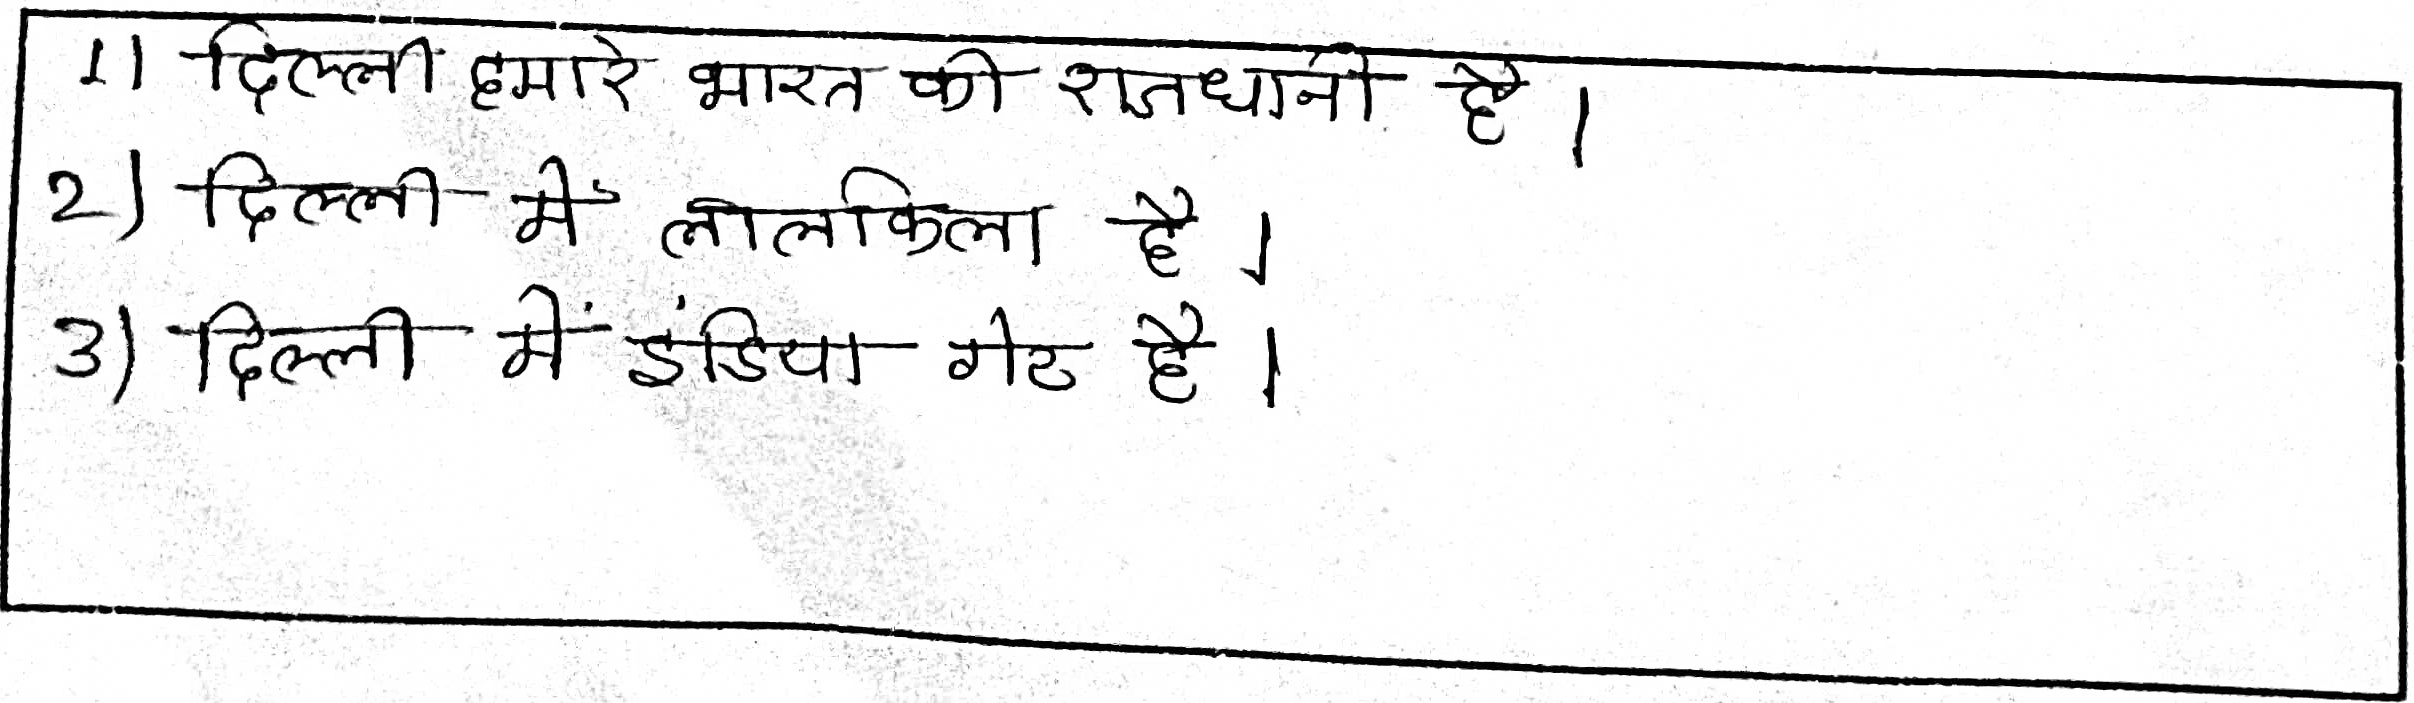 1) दिल्ली हमारे भारत की राजधानी है।
2) दिल्ली में लालकिला है।
3) दिल्ली में इंडिया गेट है।